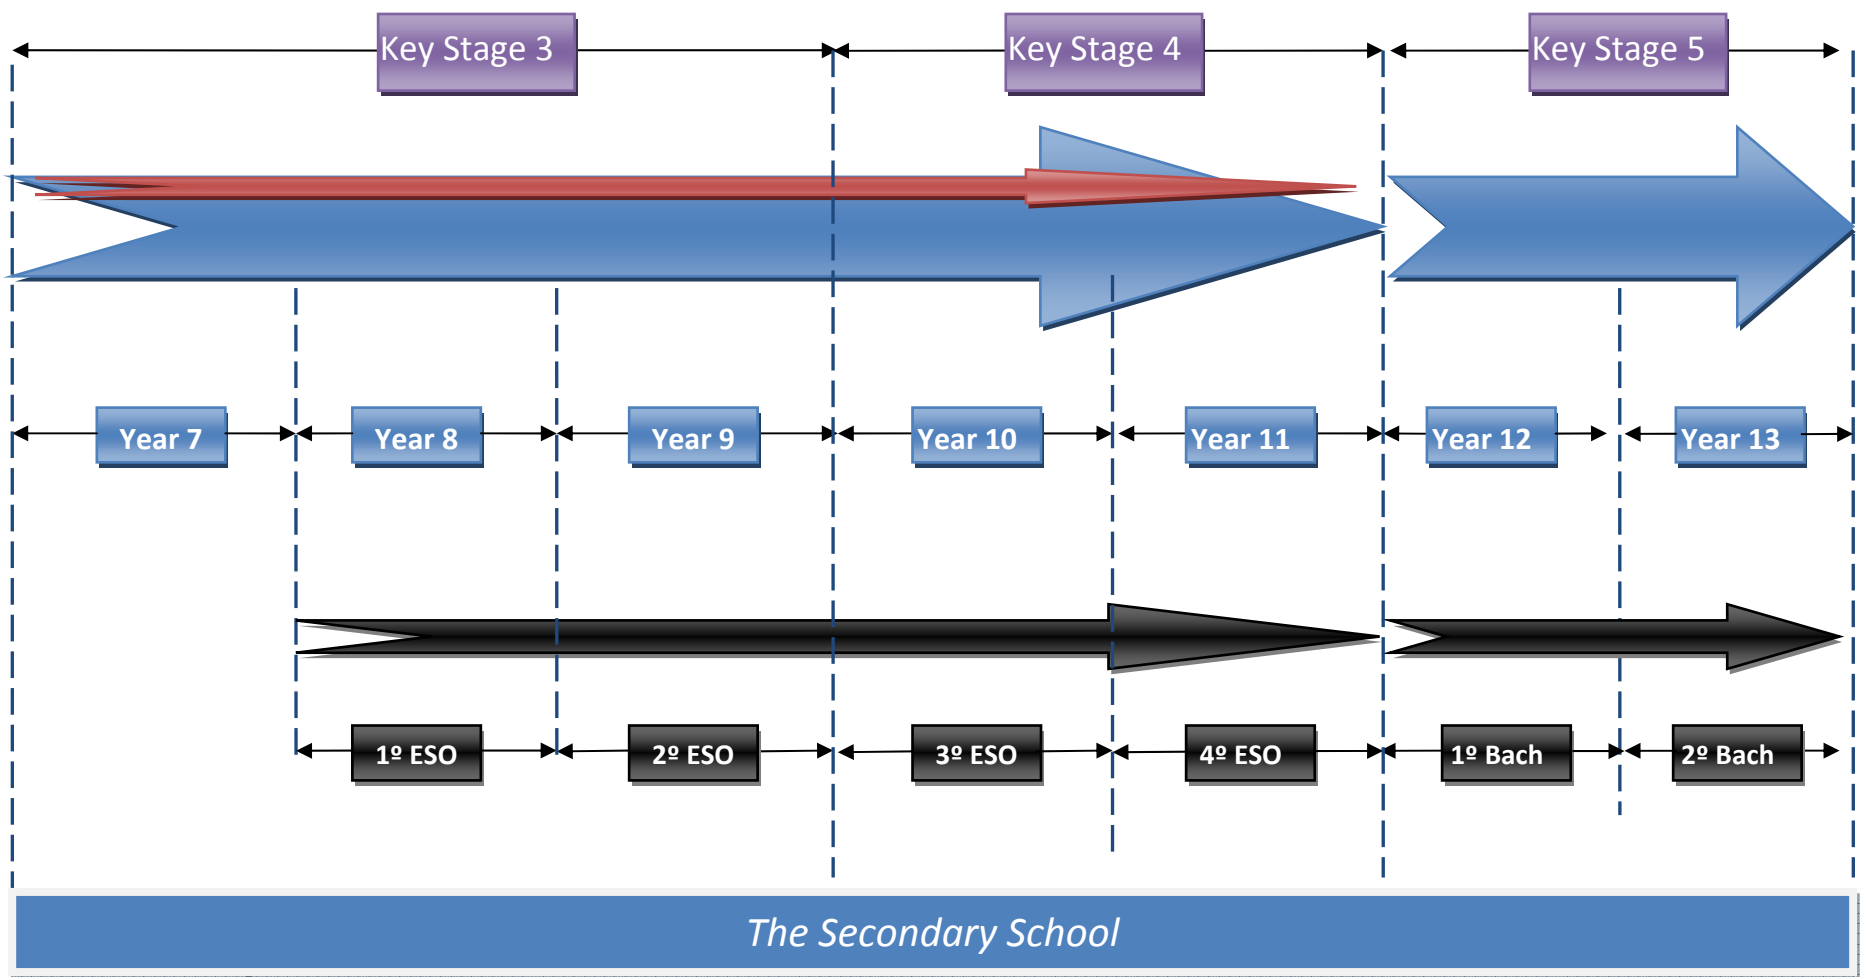 Key Stage 3
Key Stage 4
Key Stage 5
Year 7
Year 8
Year 9
Year 10
Year 11
Year 12
Year 13
1º ESO
2º ESO
3º ESO
4º ESO
1º Bach
2º Bach
The Secondary School